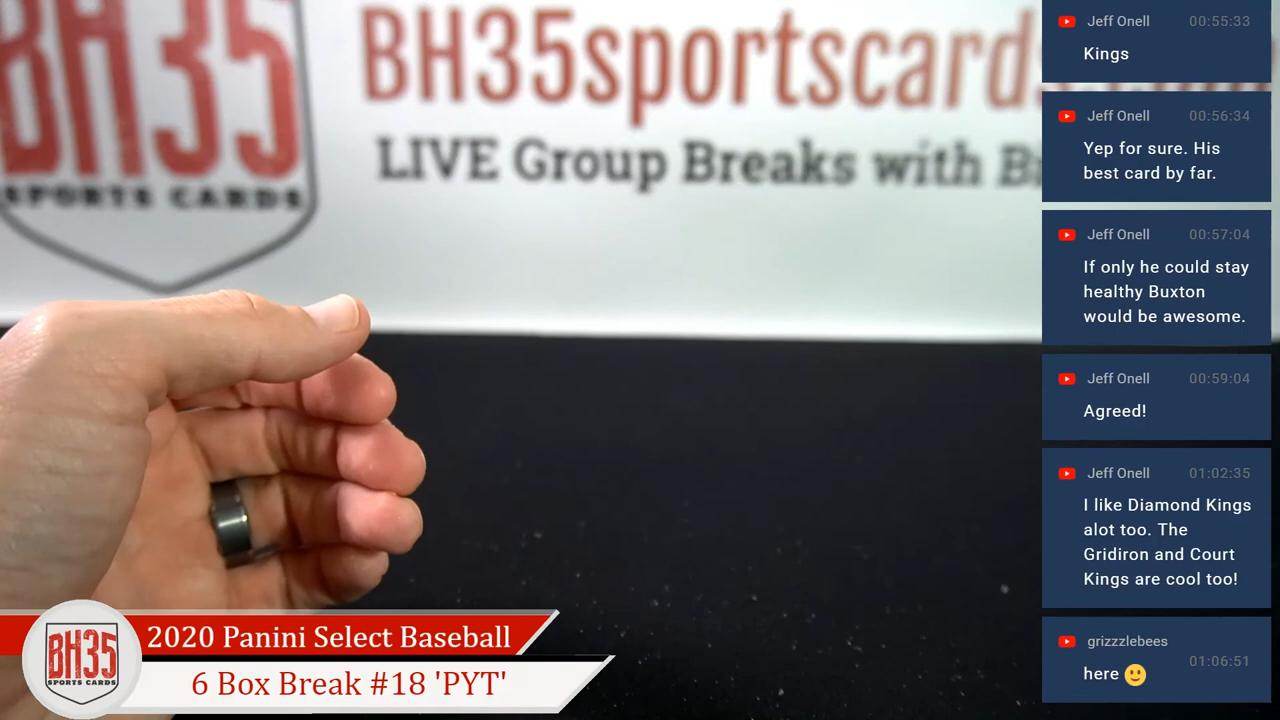 BH35
SPORTS CARDS
BH35sportscards
LIVE Group Breaks with
Jeff Onell 00:55:33
Kings
Jeff Onell 00:56:34
Yep for sure. His
best card by far.
Jeff Onell 00:57:04
If only he could stay
healthy Buxton
would be awesome.
Jeff Onell 00:59:04
Agreed!
Jeff Onell 01:02:35
I like Diamond Kings
alot too. The
Gridiron and Court
Kings are cool too!
grizzzlebees
01:06:51
here 🙂
BH35
SPORTS CARDS
2020 Panini Select Baseball
6 Box Break #18 'PYT'